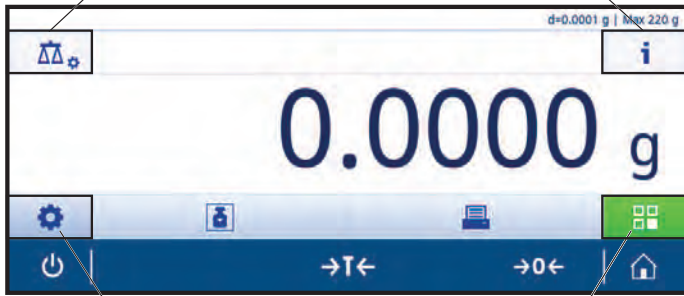 d=0.0001 g | Max 220 g
i
0.0000 g
→T← →0←